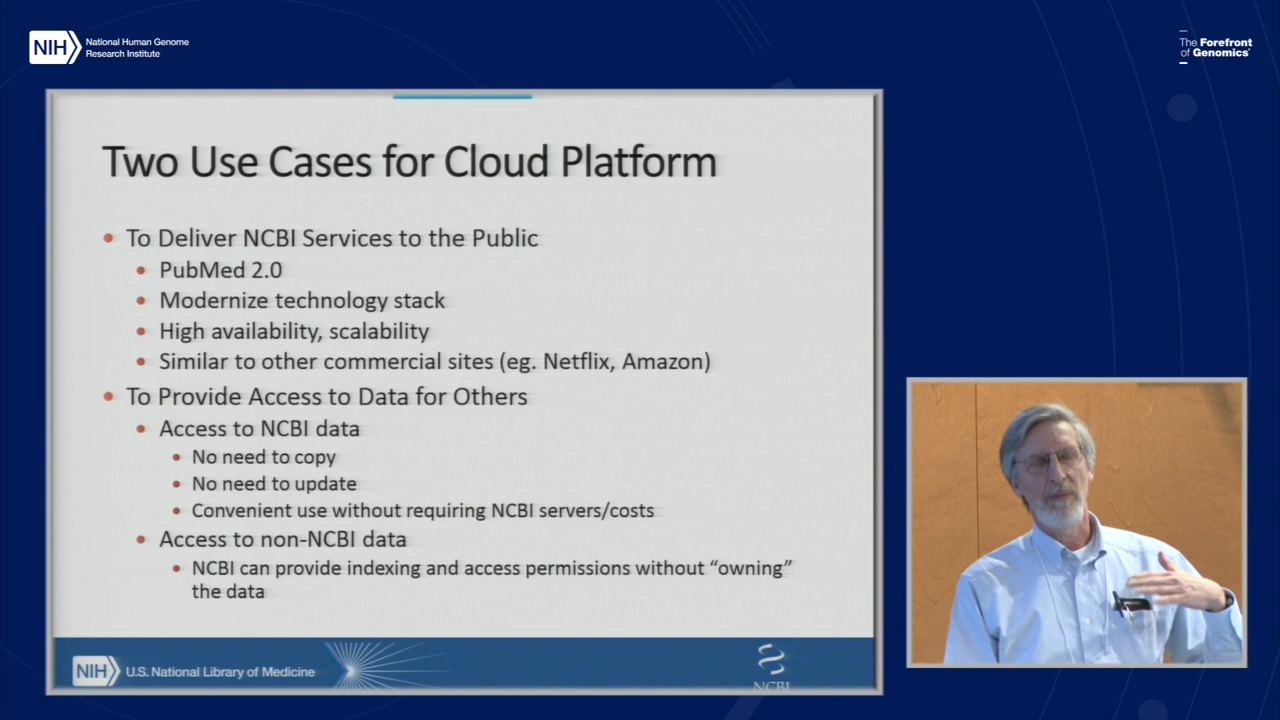 NIH National Human Genome
Research Institute
The Forefront
of Genomics®
Two Use Cases for Cloud Platform
• To Deliver NCBI Services to the Public
• PubMed 2.0
• Modernize technology stack
• High availability, scalability
• Similar to other commercial sites (eg. Netflix, Amazon)
• To Provide Access to Data for Others
• Access to NCBI data
• No need to copy
• No need to update
• Convenient use without requiring NCBI servers/costs
• Access to non-NCBI data
• NCBI can provide indexing and access permissions without “owning”
the data
NIH U.S. National Library of Medicine
NCBI